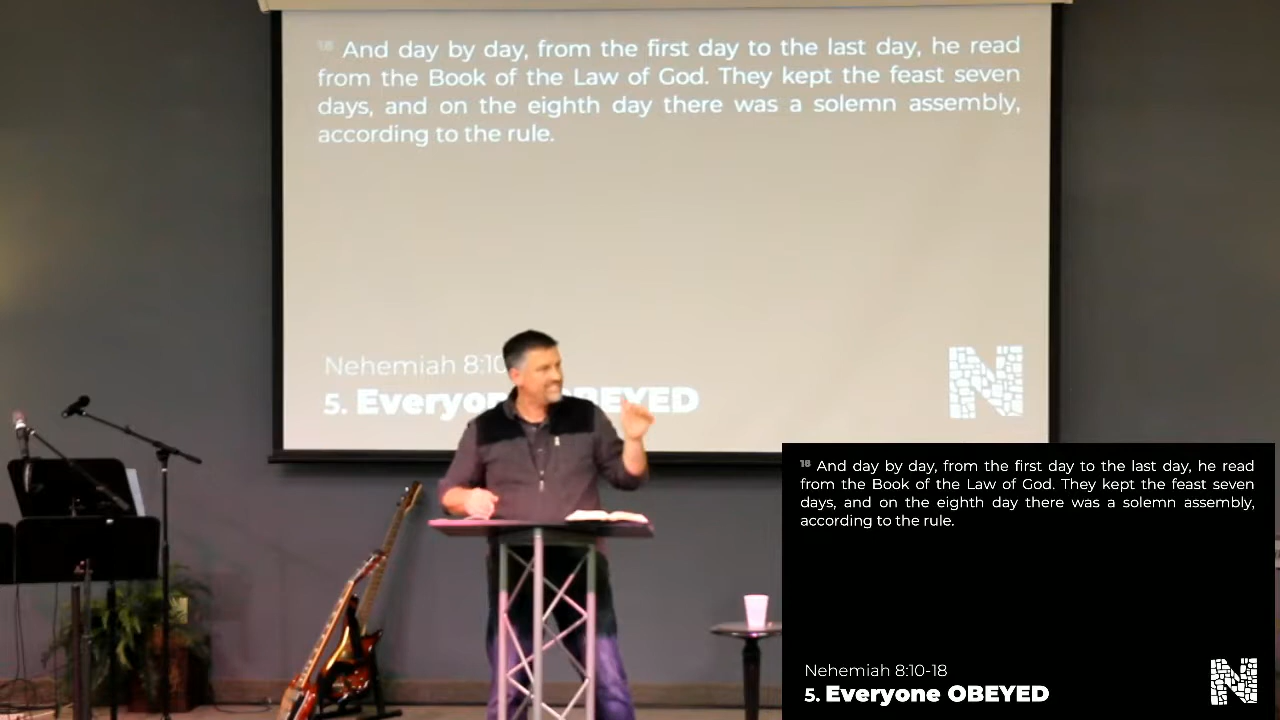 18 And day by day, from the first day to the last day, he read
from the Book of the Law of God. They kept the feast seven
days, and on the eighth day there was a solemn assembly,
according to the rule.
Nehemiah 8:10
5. Everyone OBEYED
N
18 And day by day, from the first day to the last day, he read
from the Book of the Law of God. They kept the feast seven
days, and on the eighth day there was a solemn assembly,
according to the rule.
Nehemiah 8:10-18
5. Everyone OBEYED
N